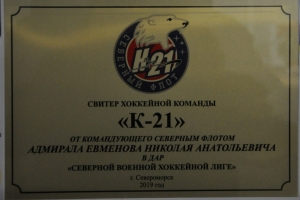 СЕВЕРНЫЙ ФЛОТ
К-21
СВИТЕР ХОККЕЙНОЙ КОМАНДЫ
«К-21»
ОТ КОМАНДУЮЩЕГО СЕВЕРНЫМ ФЛОТОМ
АДМИРАЛА ЕВМЕНОВА НИКОЛАЯ АНАТОЛЬЕВИЧА
В ДАР
«СЕВЕРНОЙ ВОЕННОЙ ХОККЕЙНОЙ ЛИГЕ»
г. Североморск
2019 год